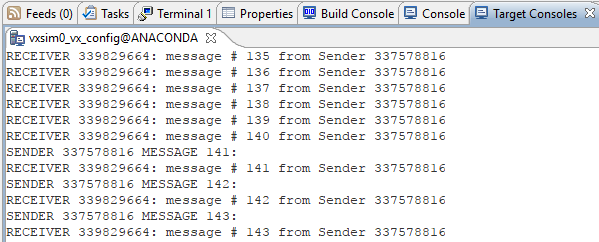 Feeds (0) Tasks Terminal 1 Properties Build Console Console Target Consoles
vxsim0_vx_config@ANACONDA
RECEIVER 339829664: message # 135 from Sender 337578816
RECEIVER 339829664: message # 136 from Sender 337578816
RECEIVER 339829664: message # 137 from Sender 337578816
RECEIVER 339829664: message # 138 from Sender 337578816
RECEIVER 339829664: message # 139 from Sender 337578816
RECEIVER 339829664: message # 140 from Sender 337578816
SENDER 337578816 MESSAGE 141:
RECEIVER 339829664: message # 141 from Sender 337578816
SENDER 337578816 MESSAGE 142:
RECEIVER 339829664: message # 142 from Sender 337578816
SENDER 337578816 MESSAGE 143:
RECEIVER 339829664: message # 143 from Sender 337578816